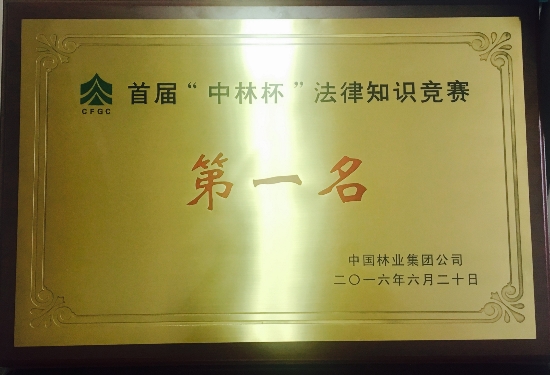 首届“中林杯”法律知识竞赛
CFGC
第一名
中国林业集团公司
二〇一六年六月二十日